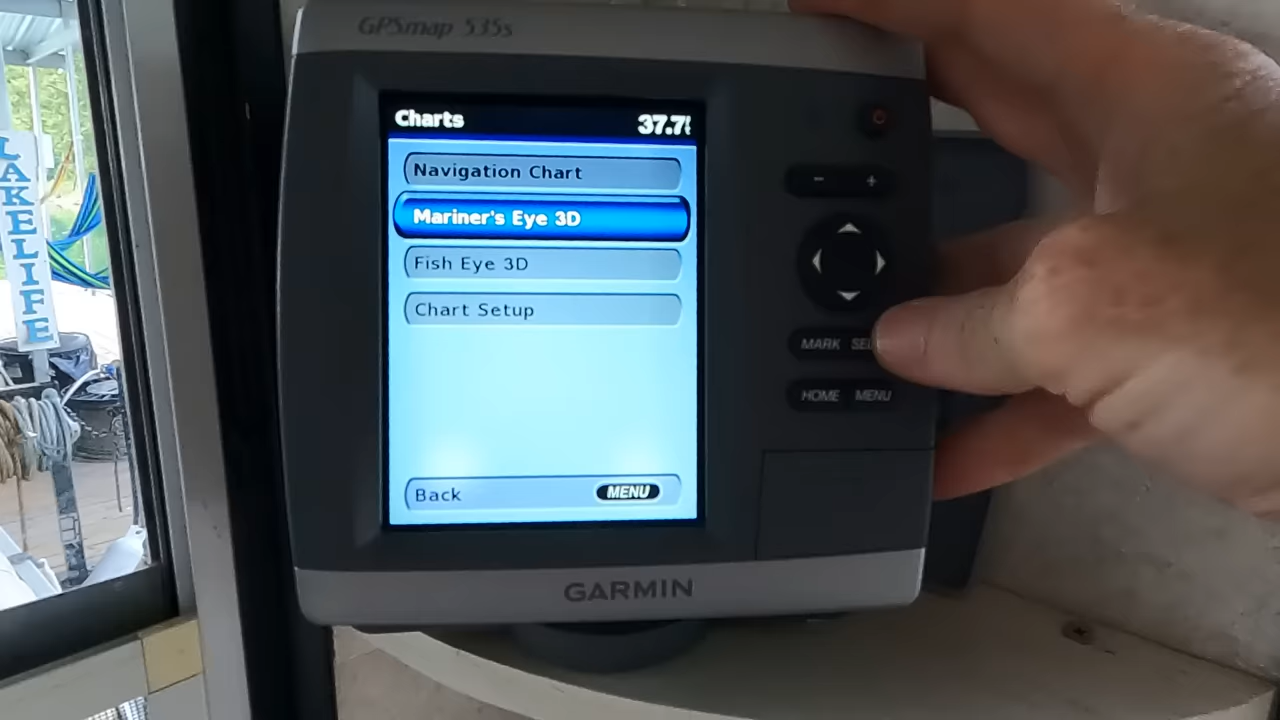 GPSmap 535s
Charts
37.7
Navigation Chart
Mariner's Eye 3D
Fish Eye 3D
Chart Setup
Back MENU
- +
MARK
HOME MENU
GARMIN
LAKELIFE